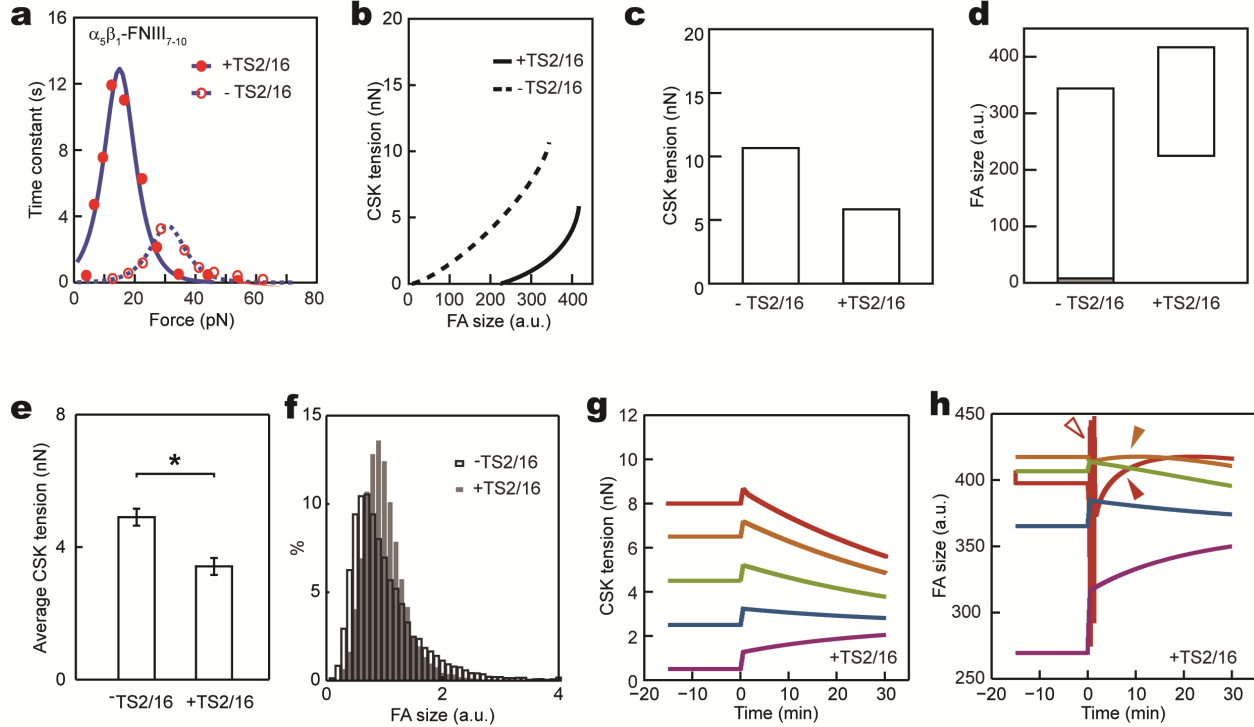 a
α5β1-FNIII7-10
+TS2/16
- TS2/16
Time constant (s)
16
12
8
4
0
0 20 40 60 80
Force (pN)
b
+TS2/16
-TS2/16
CSK tension (nN)
20
15
10
5
0
0 100 200 300 400
FA size (a.u.)
c
CSK tension (nN)
20
15
10
5
0
- TS2/16 +TS2/16
d
FA size (a.u.)
400
300
200
100
0
- TS2/16 +TS2/16
e
Average CSK tension (nN)
8
4
0
*
-TS2/16 +TS2/16
f
-TS2/16
+TS2/16
%
15
10
5
0
0 2 4
FA size (a.u.)
g
CSK tension (nN)
12
10
8
6
4
2
0
+TS2/16
−20 −10 0 10 20 30
Time (min)
h
FA size (a.u.)
450
400
350
300
250
+TS2/16
−20 −10 0 10 20 30
Time (min)